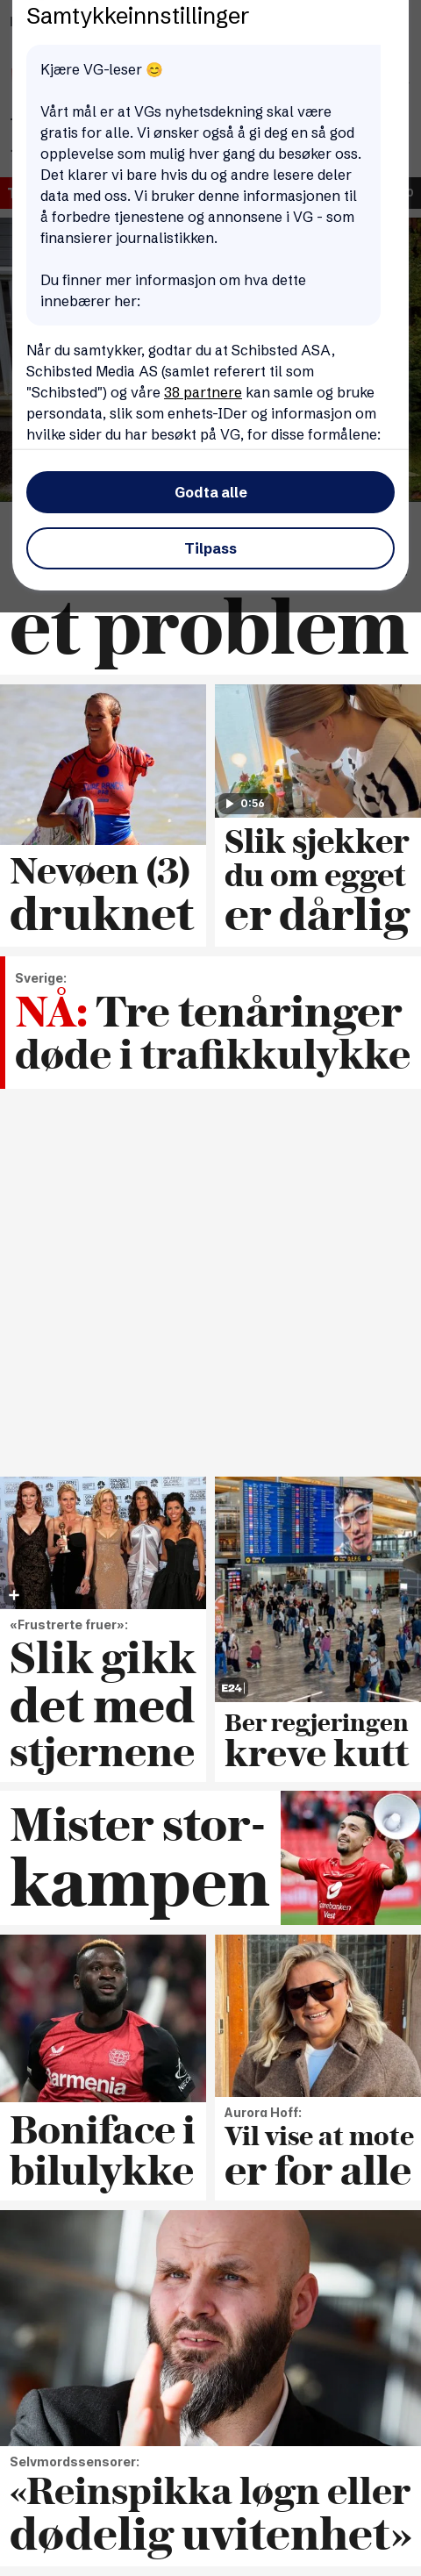 Samtykkeinnstillinger
Kjære VG-leser 😊
Vårt mål er at VGs nyhetsdekning skal være
gratis for alle. Vi ønsker også å gi deg en så god
opplevelse som mulig hver gang du besøker oss.
Det klarer vi bare hvis du og andre lesere deler
data med oss. Vi bruker denne informasjonen til
å forbedre tjenestene og annonsene i VG - som
finansierer journalistikken.
Du finner mer informasjon om hva dette
innebærer her:
Når du samtykker, godtar du at Schibsted ASA,
Schibsted Media AS (samlet referert til som
"Schibsted") og våre 38 partnere kan samle og bruke
persondata, slik som enhets-IDer og informasjon om
hvilke sider du har besøkt på VG, for disse formålene:
Godta alle
Tilpass
et problem
0:56
Nevøen (3)
druknet
Slik sjekker
du om egget
er dårlig
Sverige:
NÅ: Tre tenåringer
døde i trafikkulykke
«Frustrerte fruer»:
Slik gikk
det med
stjernene
E24
Ber regjeringen
kreve kutt
Mister stor-
kampen
Sparebanken
Vest
Barmenia
Boniface i
bilulykke
Aurora Hoff:
Vil vise at mote
er for alle
Selvmordssensorer:
«Reinspikka løgn eller
dødelig uvitenhet»